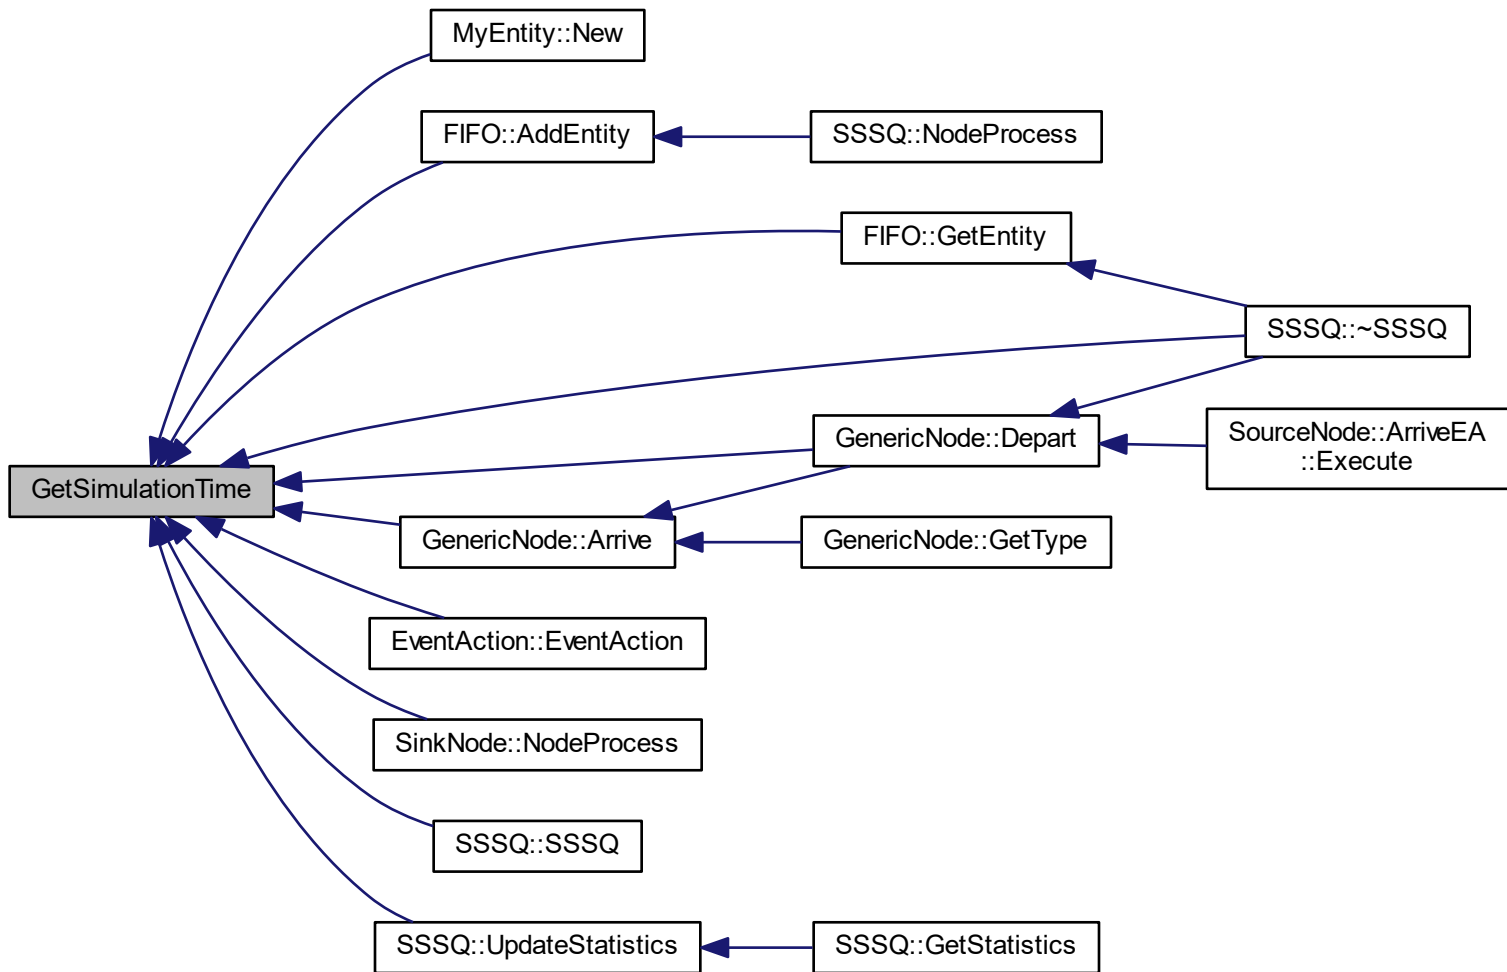 MyEntity::New
FIFO::AddEntity
SSSQ::NodeProcess
FIFO::GetEntity
SSSQ::~SSSQ
GenericNode::Depart
SourceNode::ArriveEA
::Execute
GetSimulationTime
GenericNode::Arrive
GenericNode::GetType
EventAction::EventAction
SinkNode::NodeProcess
SSSQ::SSSQ
SSSQ::UpdateStatistics
SSSQ::GetStatistics